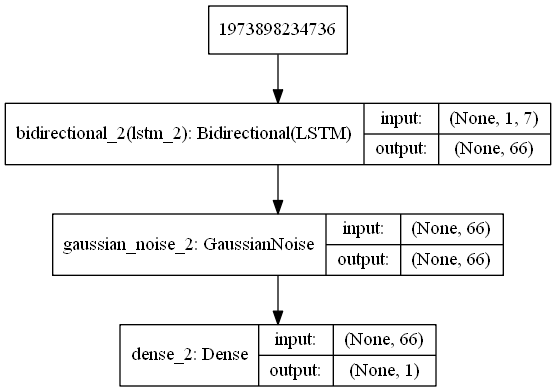 1973898234736
bidirectional_2(lstm_2): Bidirectional(LSTM)
input:
(None, 1, 7)
output:
(None, 66)
gaussian_noise_2: GaussianNoise
input:
(None, 66)
output:
(None, 66)
dense_2: Dense
input:
(None, 66)
output:
(None, 1)